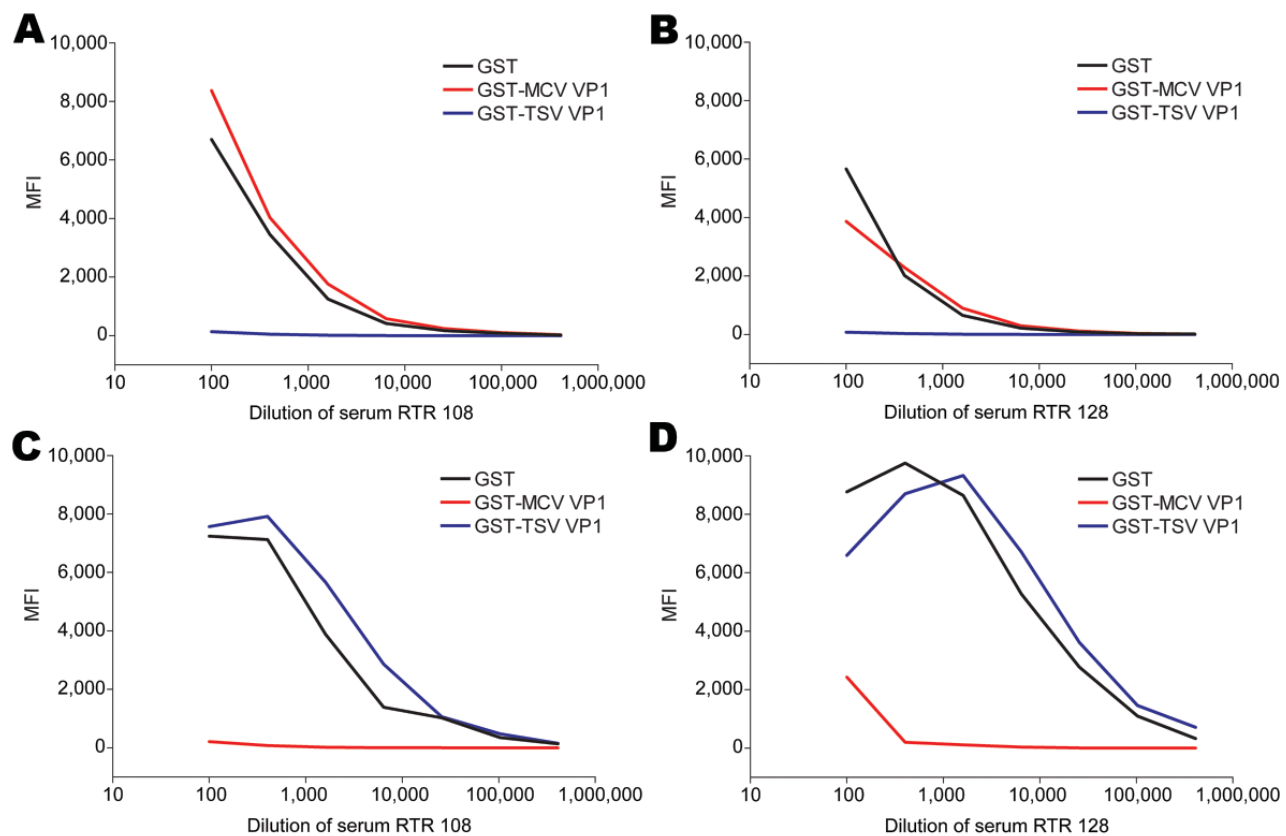 A
10,000
8,000
6,000
4,000
2,000
0
MFI
GST
GST-MCV VP1
GST-TSV VP1
10 100 1,000 10,000 100,000 1,000,000
Dilution of serum RTR 108
B
10,000
8,000
6,000
4,000
2,000
0
MFI
GST
GST-MCV VP1
GST-TSV VP1
10 100 1,000 10,000 100,000 1,000,000
Dilution of serum RTR 128
C
10,000
8,000
6,000
4,000
2,000
0
MFI
GST
GST-MCV VP1
GST-TSV VP1
10 100 1,000 10,000 100,000 1,000,000
Dilution of serum RTR 108
D
10,000
8,000
6,000
4,000
2,000
0
MFI
GST
GST-MCV VP1
GST-TSV VP1
10 100 1,000 10,000 100,000 1,000,000
Dilution of serum RTR 128